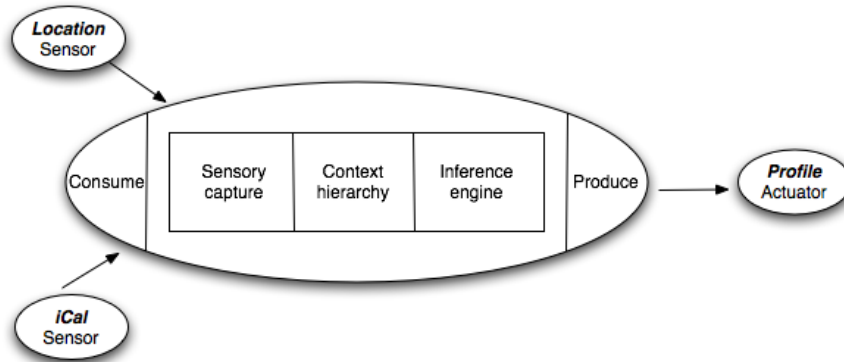 Location
Sensor
Consume
Sensory
capture
Context
hierarchy
Inference
engine
Produce
Profile
Actuator
iCal
Sensor